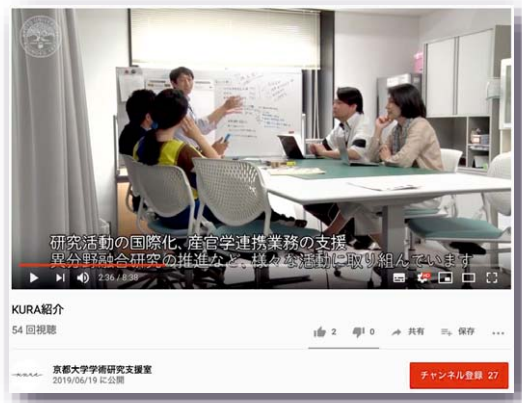 研究活動の国際化、産官学連携業務の支援
異分野融合研究の推進など、様々な活動に取り組んでいます
2:36 / 8:38
KURA紹介
54 回視聴
2 0 共有 保存
京都大学学術研究支援室
2019/06/19 に公開
チャンネル登録 27